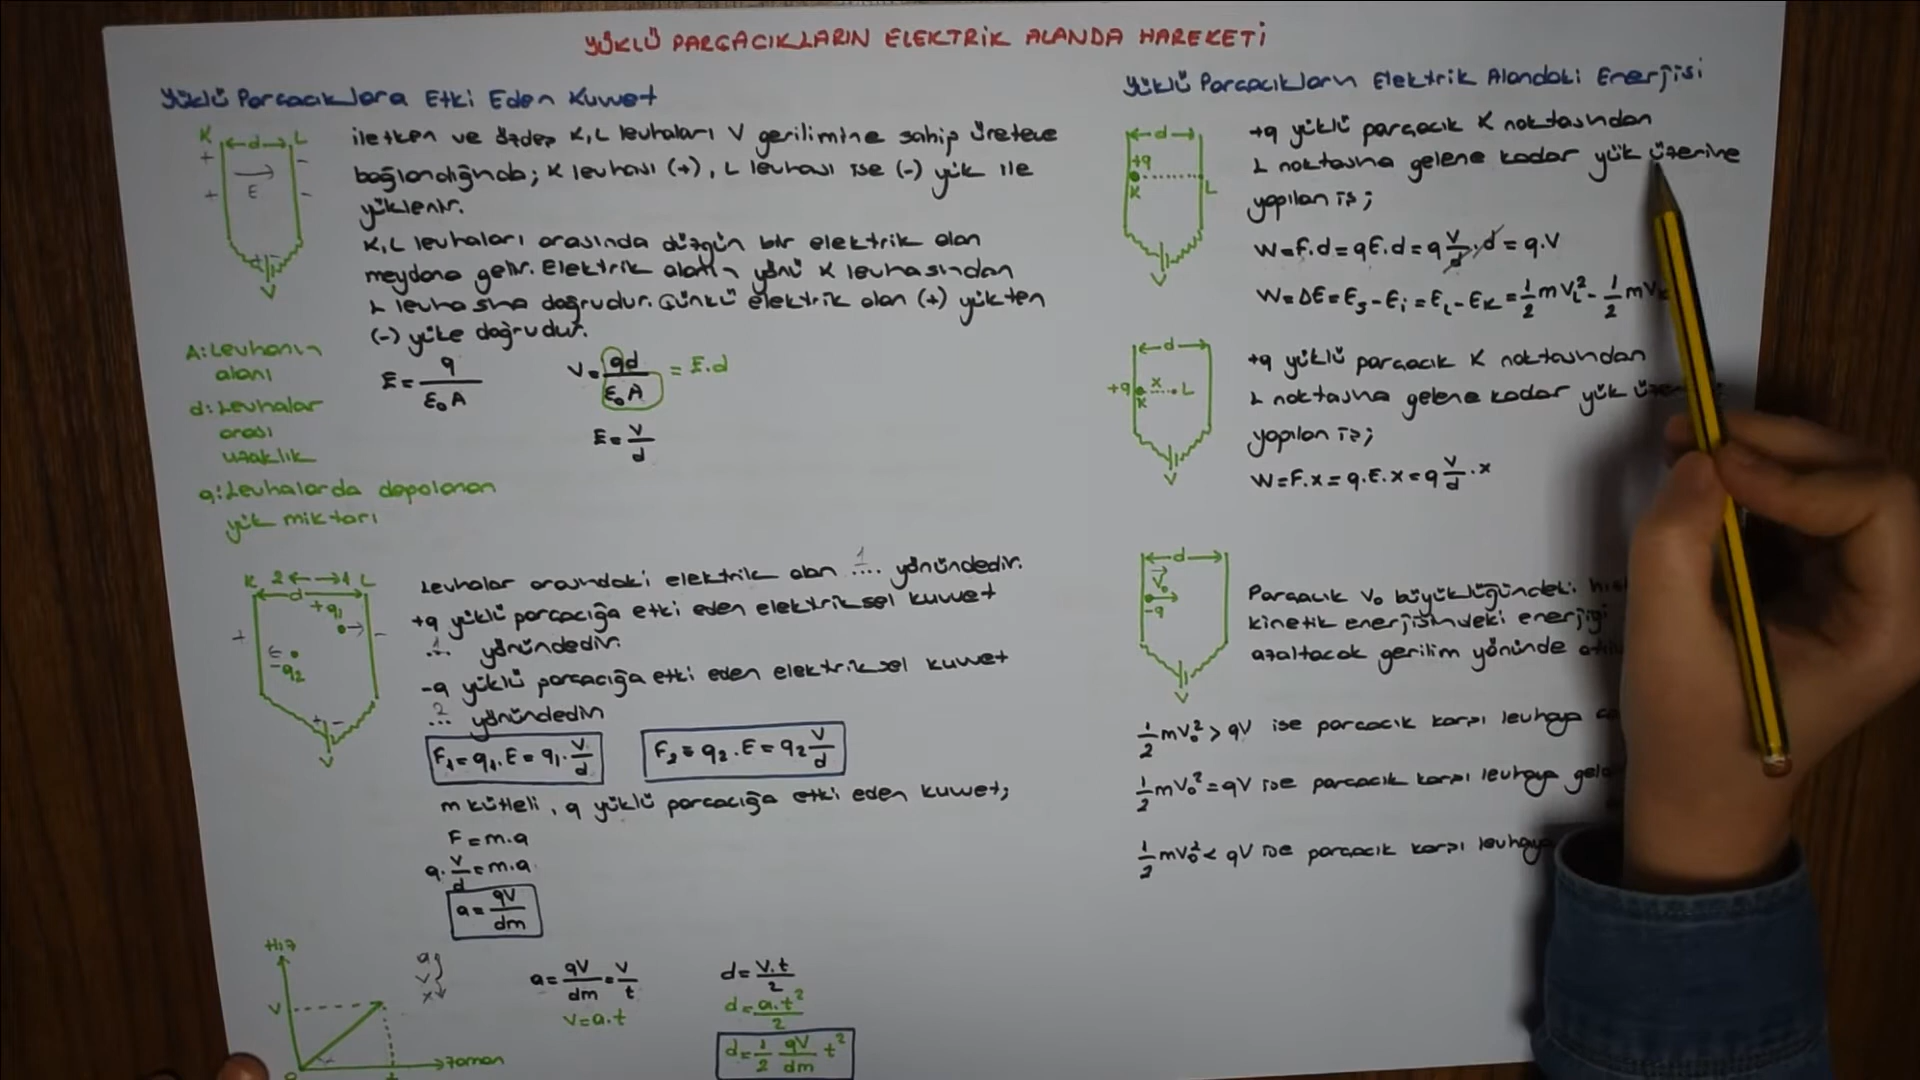 YÜKLÜ PARÇACIKLARIN ELEKTRİK ALANDA HAREKETİ
Yüklü Parçacıklara Etki Eden Kuvvet
K d L
+ -
E
+ -
+ -
V
iletken ve özdeş K,L levhaları V gerilimine sahip üretece
bağlandığında; K levhası (+), L levhası ise (-) yük ile
yüklenir.
K,L levhaları arasında düzgün bir elektrik alan
meydana gelir. Elektrik alanın yönü K levhasından
L levhasına doğrudur. Çünkü elektrik alan (+) yükten
(-) yüke doğrudur.
A: Levhanın
alanı
d: Levhalar
arası
uzaklık
q: Levhalarda depolanan
yük miktarı
E = q / ε₀A
V = qd / ε₀A = E.d
E = V / d
K 2 ← → 1 L
d
+q₁
+ -
-q₂
+ -
V
Levhalar arasındaki elektrik alan ..1.. yönündedir.
+q yüklü parçacığa etki eden elektriksel kuvvet
..1.. yönündedir.
-q yüklü parçacığa etki eden elektriksel kuvvet
..2.. yönündedir
F₁ = q₁.E = q₁.V/d
F₂ = q₂.E = q₂ V/d
m kütleli, q yüklü parçacığa etki eden kuvvet;
F = m.a
q.V/d = m.a
a = qV/dm
Hız
V
0 t zaman
a
V
x
a = qV/dm = V/t
V = a.t
d = V.t/2
d = a.t²/2
d = 1/2 qV/dm t²
Yüklü Parçacıkların Elektrik Alandaki Enerjisi
d
+q
K L
V
+q yüklü parçacık K noktasından
L noktasına gelene kadar yük üzerine
yapılan iş;
W = F.d = qE.d = q V/d . d = q.V
W = ΔE = Es - Ei = EL - EK = 1/2 mVL² - 1/2 mV
d
+q x L
K
V
+q yüklü parçacık K noktasından
L noktasına gelene kadar yük
yapılan iş;
W = F.x = q.E.x = q V/d . x
d
V₀
-q
V
Parçacık V₀ büyüklüğündeki
kinetik enerjisindeki enerjiyi
azaltacak gerilim yönünde
1/2 mV₀² > qV ise parçacık karşı levhaya
1/2 mV₀² = qV ise parçacık karşı levhaya
1/2 mV₀² < qV ise parçacık karşı levhaya